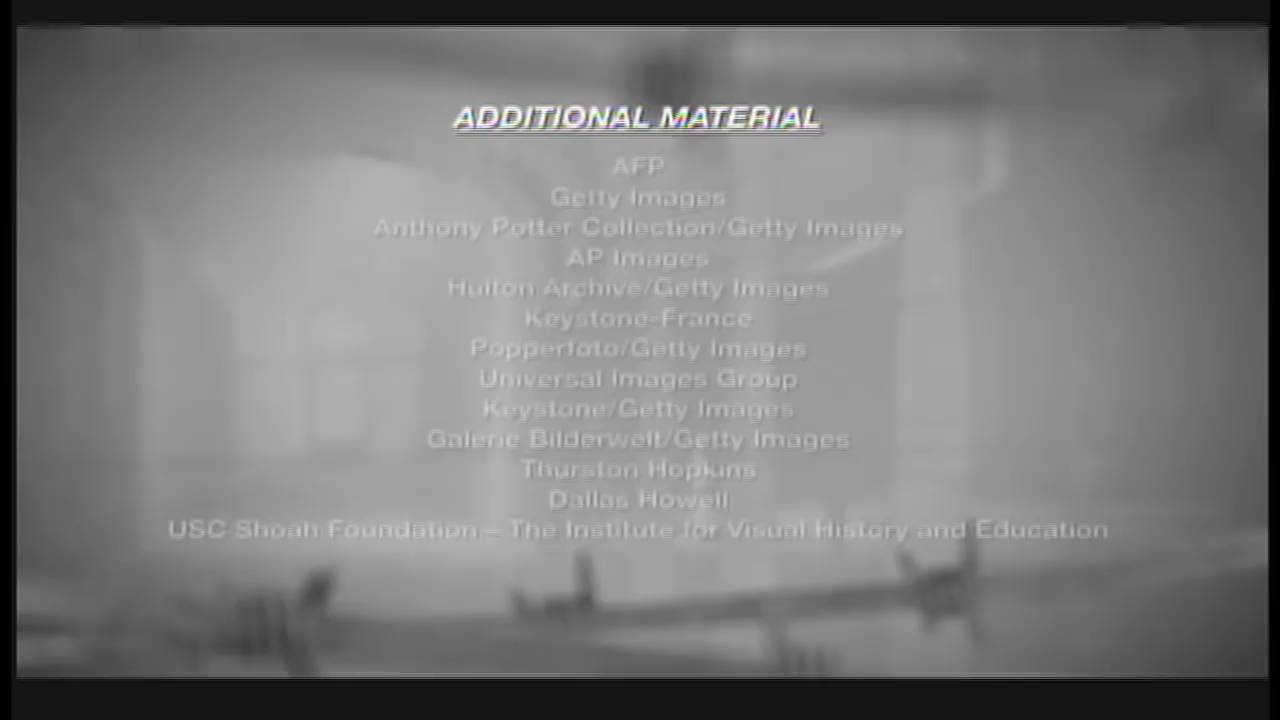 ADDITIONAL MATERIAL
AFP
Getty Images
Anthony Potter Collection/Getty Images
AP Images
Hulton Archive/Getty Images
Keystone-France
Popperfoto/Getty Images
Universal Images Group
Keystone/Getty Images
Galerie Bilderwelt/Getty Images
Thurston Hopkins
Dallas Howell
USC Shoah Foundation – The Institute for Visual History and Education